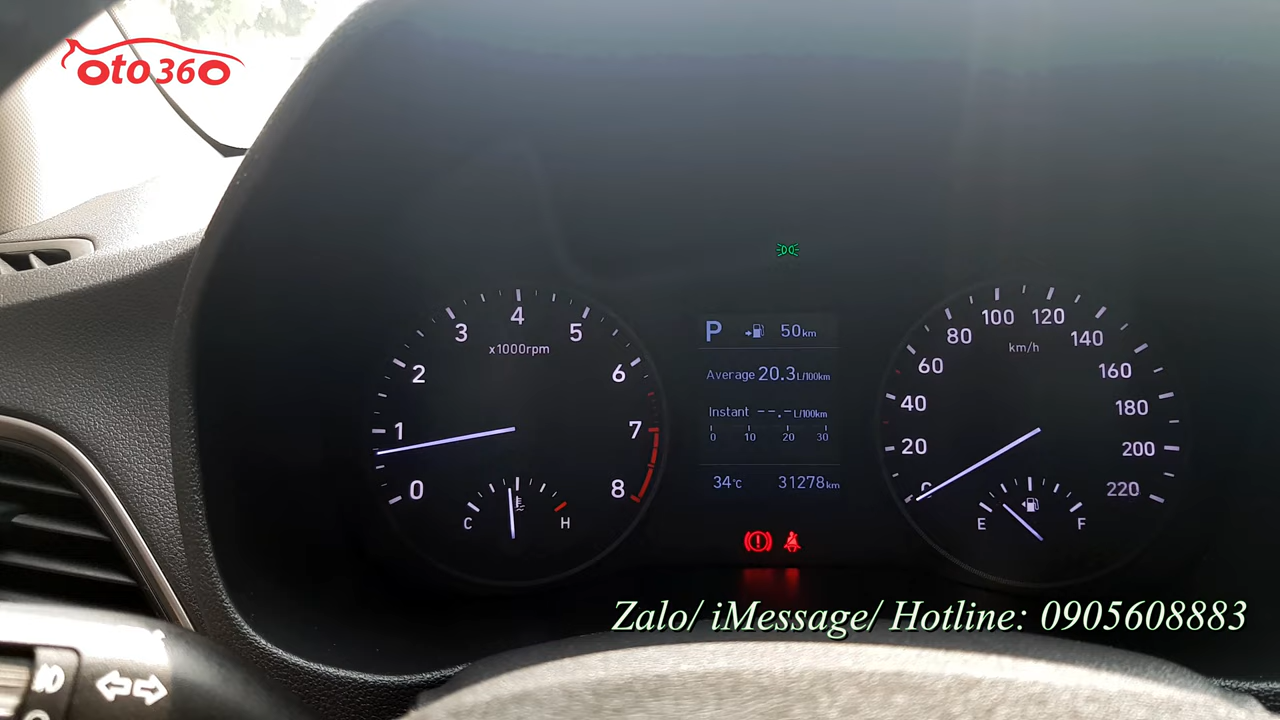 oto360
4
3
5
x1000rpm
2
6
1
7
0
8
C
H
P
50km
Average 20.3L/100km
Instant --.-L/100km
0 10 20 30
34°C
31278km
100
120
80
140
km/h
60
160
40
180
20
200
0
220
E
F
Zalo/ iMessage/ Hotline: 0905608883